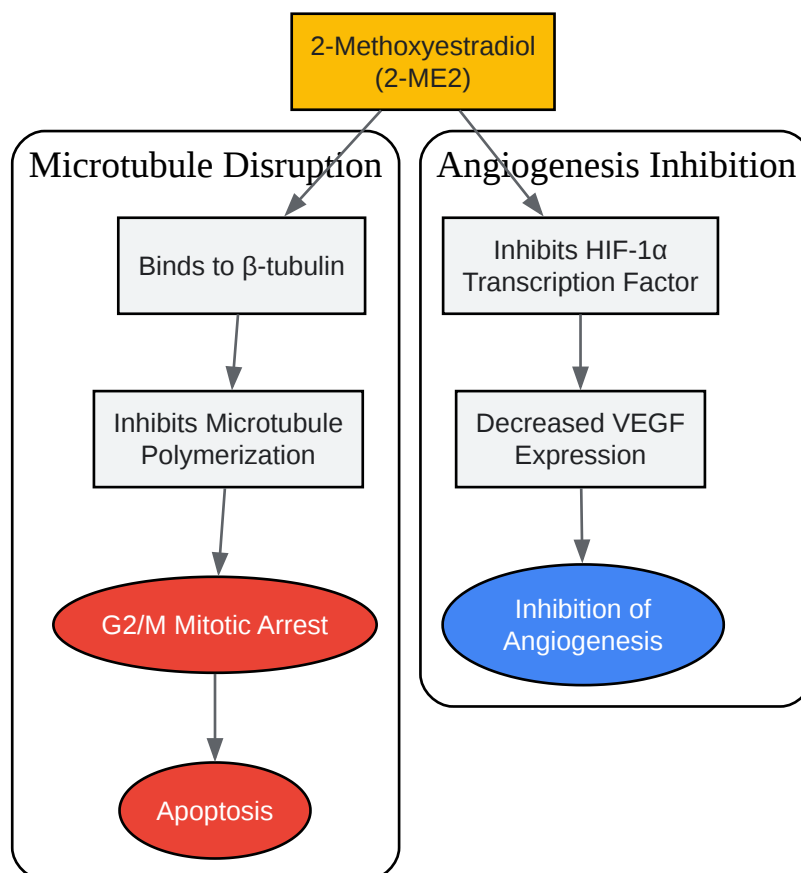 2-Methoxyestradiol
(2-ME2)
Microtubule Disruption
Binds to β-tubulin
Inhibits Microtubule
Polymerization
G2/M Mitotic Arrest
Apoptosis
Angiogenesis Inhibition
Inhibits HIF-1α
Transcription Factor
Decreased VEGF
Expression
Inhibition of
Angiogenesis